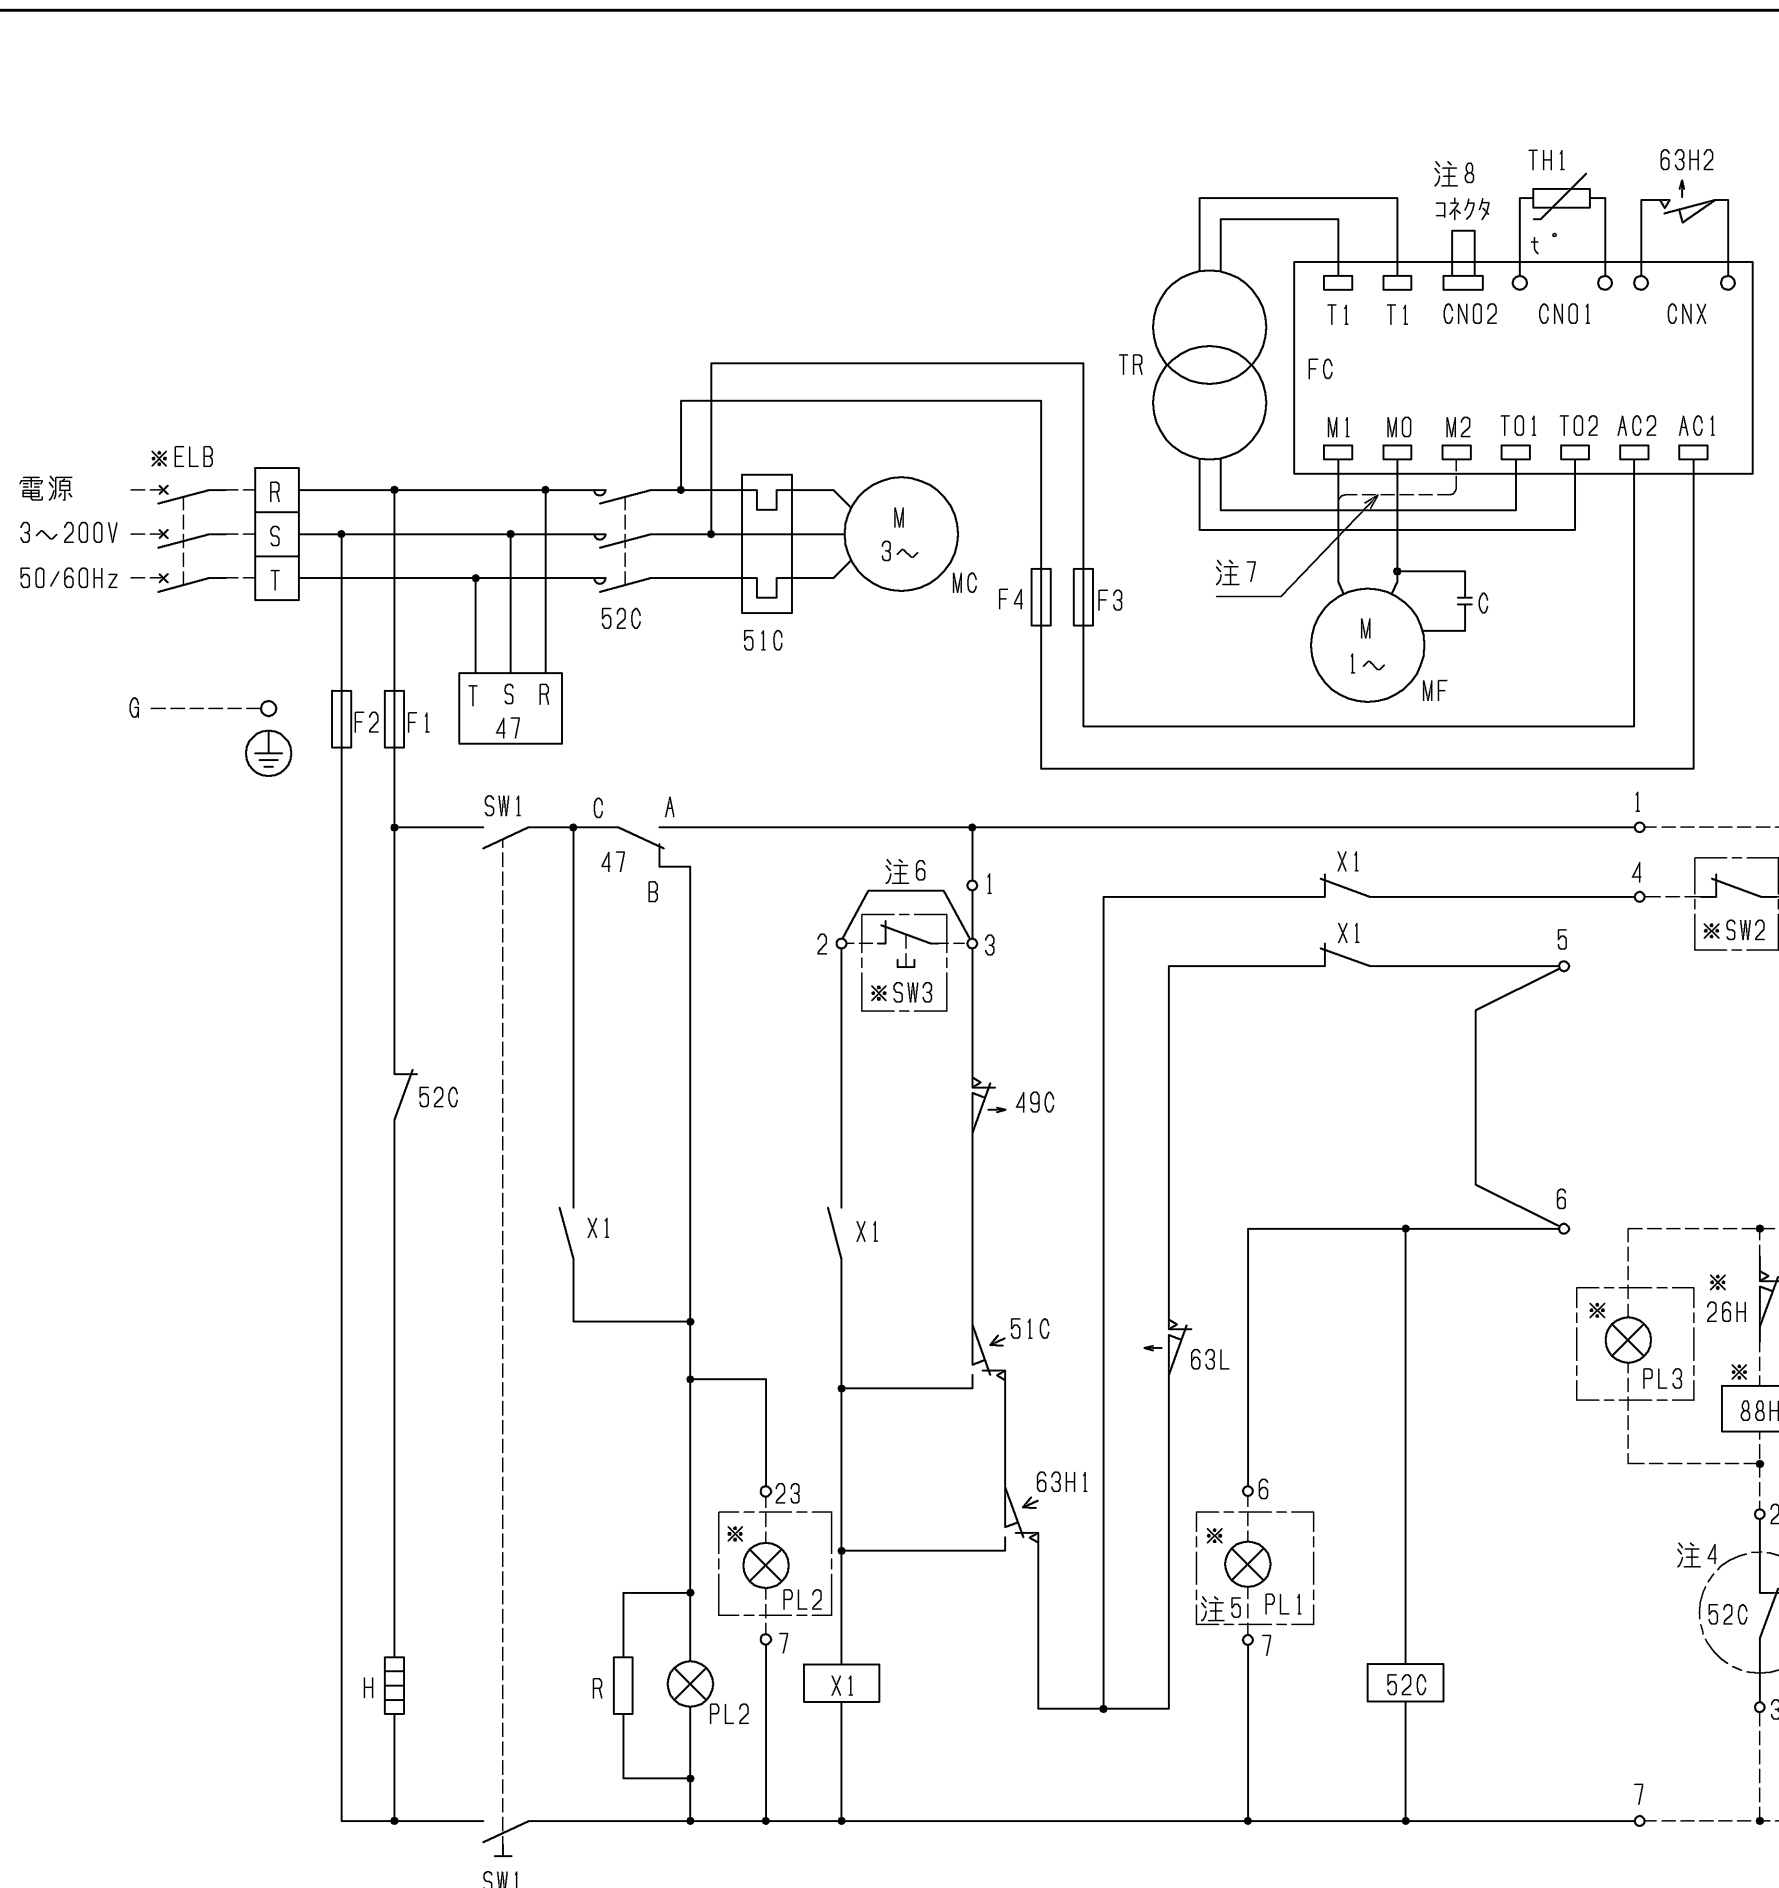 TH1
63H2
注8
コネクタ
t°
T1
T1
CN02
CN01
CNX
TR
FC
M1
M0
M2
T01
T02
AC2
AC1
※ELB
電源
R
3~200V
S
50/60Hz
T
M
3~
MC
52C
51C
F4
F3
注7
C
M
1~
MF
G
F2
F1
T S R
47
SW1
C
A
47
B
1
注6
1
X1
4
2
3
※SW3
X1
5
※SW2
52C
49C
X1
X1
6
51C
63L
※
※
26H
PL3
※
88H
63H1
23
※
PL2
7
6
※
注5
PL1
7
注4
52C
H
R
PL2
X1
52C
7
SW1